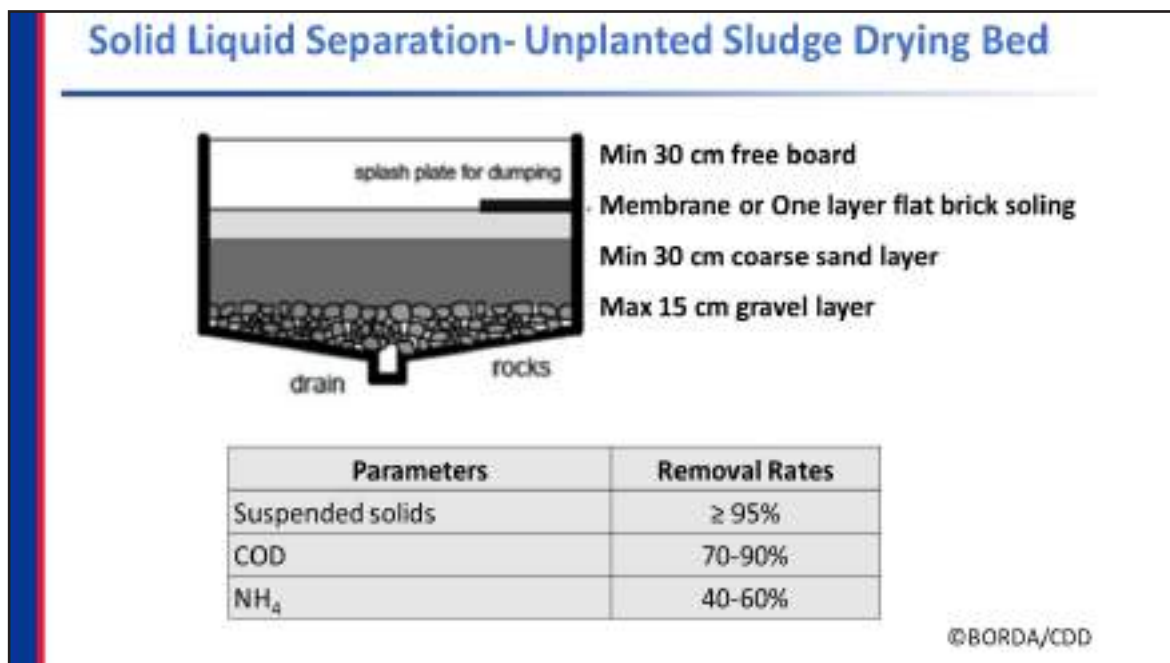 Solid Liquid Separation- Unplanted Sludge Drying Bed
Min 30 cm free board
splash plate for dumping
Membrane or One layer flat brick soling
Min 30 cm coarse sand layer
Max 15 cm gravel layer
drain
rocks
Parameters Removal Rates
Suspended solids ≥ 95%
COD 70-90%
NH₄ 40-60%
©BORDA/CDD